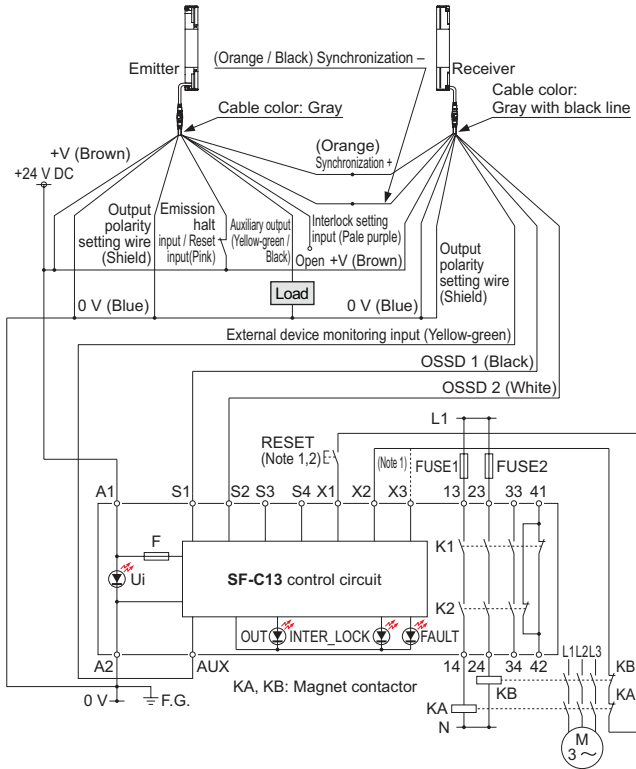 (Orange / Black) Synchronization –
Emitter
Receiver
Cable color: Gray
Cable color:
Gray with black line
+V (Brown)
+24 V DC
(Orange)
Synchronization +
Output
polarity
setting wire
(Shield)
Emission
halt
input / Reset
input(Pink)
Auxiliary output
(Yellow-green /
Black)
Interlock setting
input (Pale purple)
Open
+V (Brown)
Output
polarity
setting wire
(Shield)
Load
0 V (Blue)
0 V (Blue)
External device monitoring input (Yellow-green)
OSSD 1 (Black)
OSSD 2 (White)
L1
RESET
(Note 1,2)
(Note 1)
FUSE1
FUSE2
A1
S1
S2
S3
S4
X1
X2
X3
13
23
33
41
F
Ui
SF-C13 control circuit
K1
K2
OUT
INTER_LOCK
FAULT
A2
AUX
14
24
34
42
L1
L2
L3
KA, KB: Magnet contactor
KB
KB
KA
KA
0 V
F.G.
N
M
3 ~